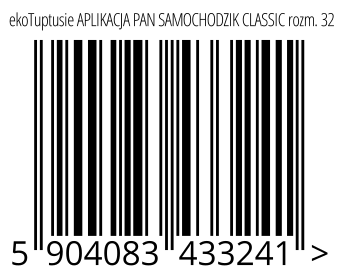 ekoTuptusie APLIKACJA PAN SAMOCHODZIK CLASSIC rozm. 32
5 904083 433241 >